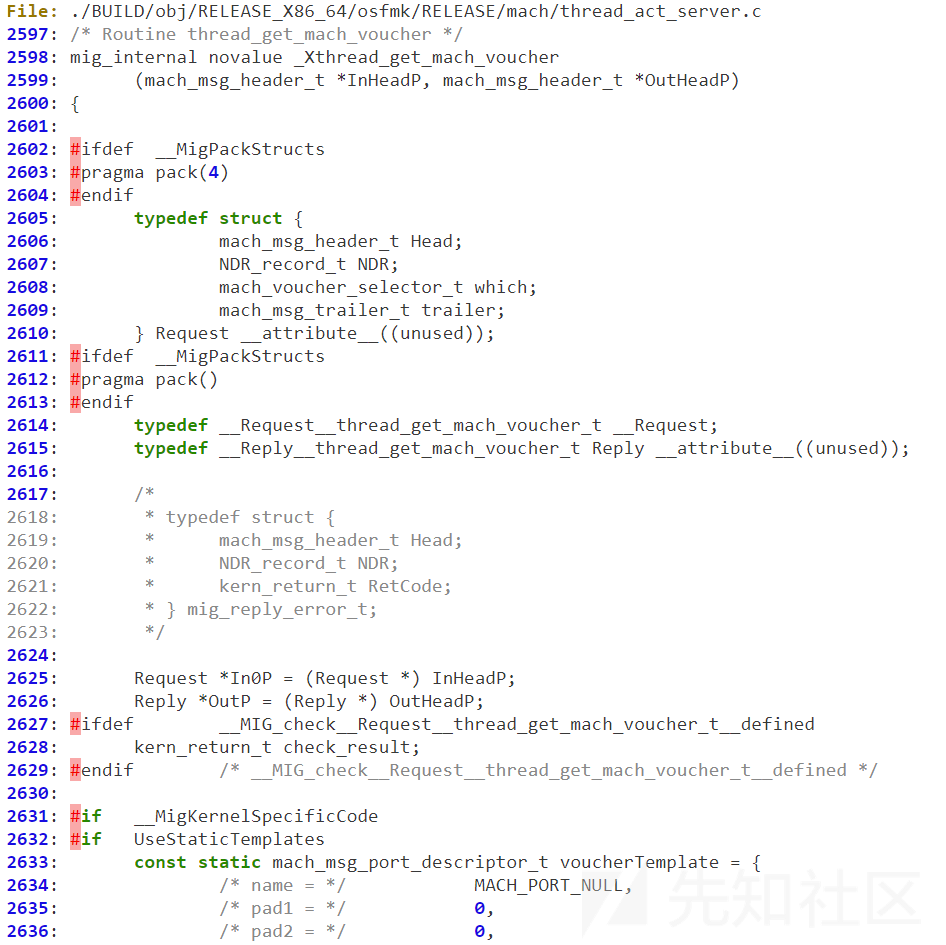 File: ./BUILD/obj/RELEASE_X86_64/osfmk/RELEASE/mach/thread_act_server.c
2597: /* Routine thread_get_mach_voucher */
2598: mig_internal novalue _Xthread_get_mach_voucher
2599:        (mach_msg_header_t *InHeadP, mach_msg_header_t *OutHeadP)
2600: {
2601:
2602: #ifdef  __MigPackStructs
2603: #pragma pack(4)
2604: #endif
2605:        typedef struct {
2606:                mach_msg_header_t Head;
2607:                NDR_record_t NDR;
2608:                mach_voucher_selector_t which;
2609:                mach_msg_trailer_t trailer;
2610:        } Request __attribute__((unused));
2611: #ifdef  __MigPackStructs
2612: #pragma pack()
2613: #endif
2614:        typedef __Request__thread_get_mach_voucher_t __Request;
2615:        typedef __Reply__thread_get_mach_voucher_t Reply __attribute__((unused));
2616:
2617:        /*
2618:         * typedef struct {
2619:         *      mach_msg_header_t Head;
2620:         *      NDR_record_t NDR;
2621:         *      kern_return_t RetCode;
2622:         * } mig_reply_error_t;
2623:         */
2624:
2625:        Request *In0P = (Request *) InHeadP;
2626:        Reply *OutP = (Reply *) OutHeadP;
2627: #ifdef        __MIG_check__Request__thread_get_mach_voucher_t__defined
2628:        kern_return_t check_result;
2629: #endif        /* __MIG_check__Request__thread_get_mach_voucher_t__defined */
2630:
2631: #if   __MigKernelSpecificCode
2632: #if   UseStaticTemplates
2633:        const static mach_msg_port_descriptor_t voucherTemplate = {
2634:                /* name = */            MACH_PORT_NULL,
2635:                /* pad1 = */            0,
2636:                /* pad2 = */            0,
先知社区